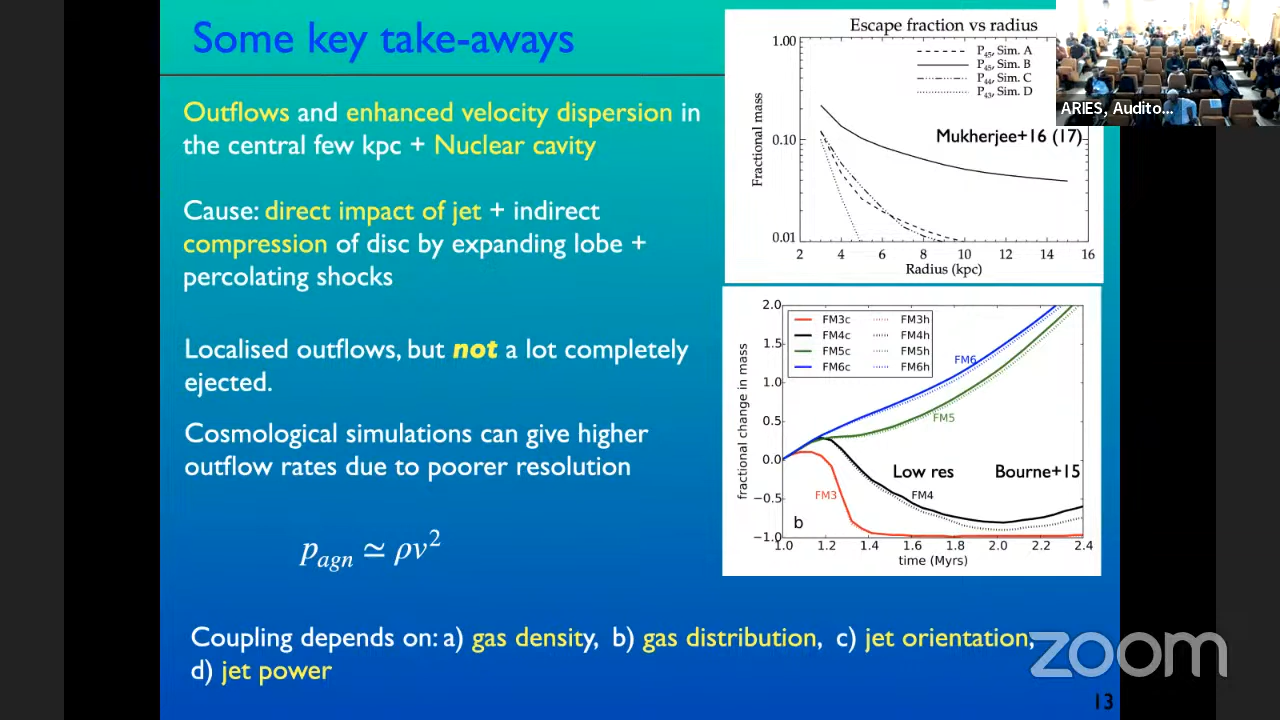 Some key take-aways
Outflows and enhanced velocity dispersion in
the central few kpc + Nuclear cavity
Cause: direct impact of jet + indirect
compression of disc by expanding lobe +
percolating shocks
Localised outflows, but not a lot completely
ejected.
Cosmological simulations can give higher
outflow rates due to poorer resolution
p_agn ≃ ρv²
Coupling depends on: a) gas density, b) gas distribution, c) jet orientation,
d) jet power
Escape fraction vs radius
P45, Sim. A
P45, Sim. B
P44, Sim. C
P43, Sim. D
Mukherjee+16 (17)
Fractional mass
1.00
0.10
0.01
2 4 6 8 10 12 14 16
Radius (kpc)
FM3c FM3h
FM4c FM4h
FM5c FM5h
FM6c FM6h
FM6
FM5
Low res Bourne+15
FM3 FM4
b
fractional change in mass
2.0
1.5
1.0
0.5
0.0
−0.5
−1.0
1.0 1.2 1.4 1.6 1.8 2.0 2.2 2.4
time (Myrs)
ARIES, Audito...
zoom
13